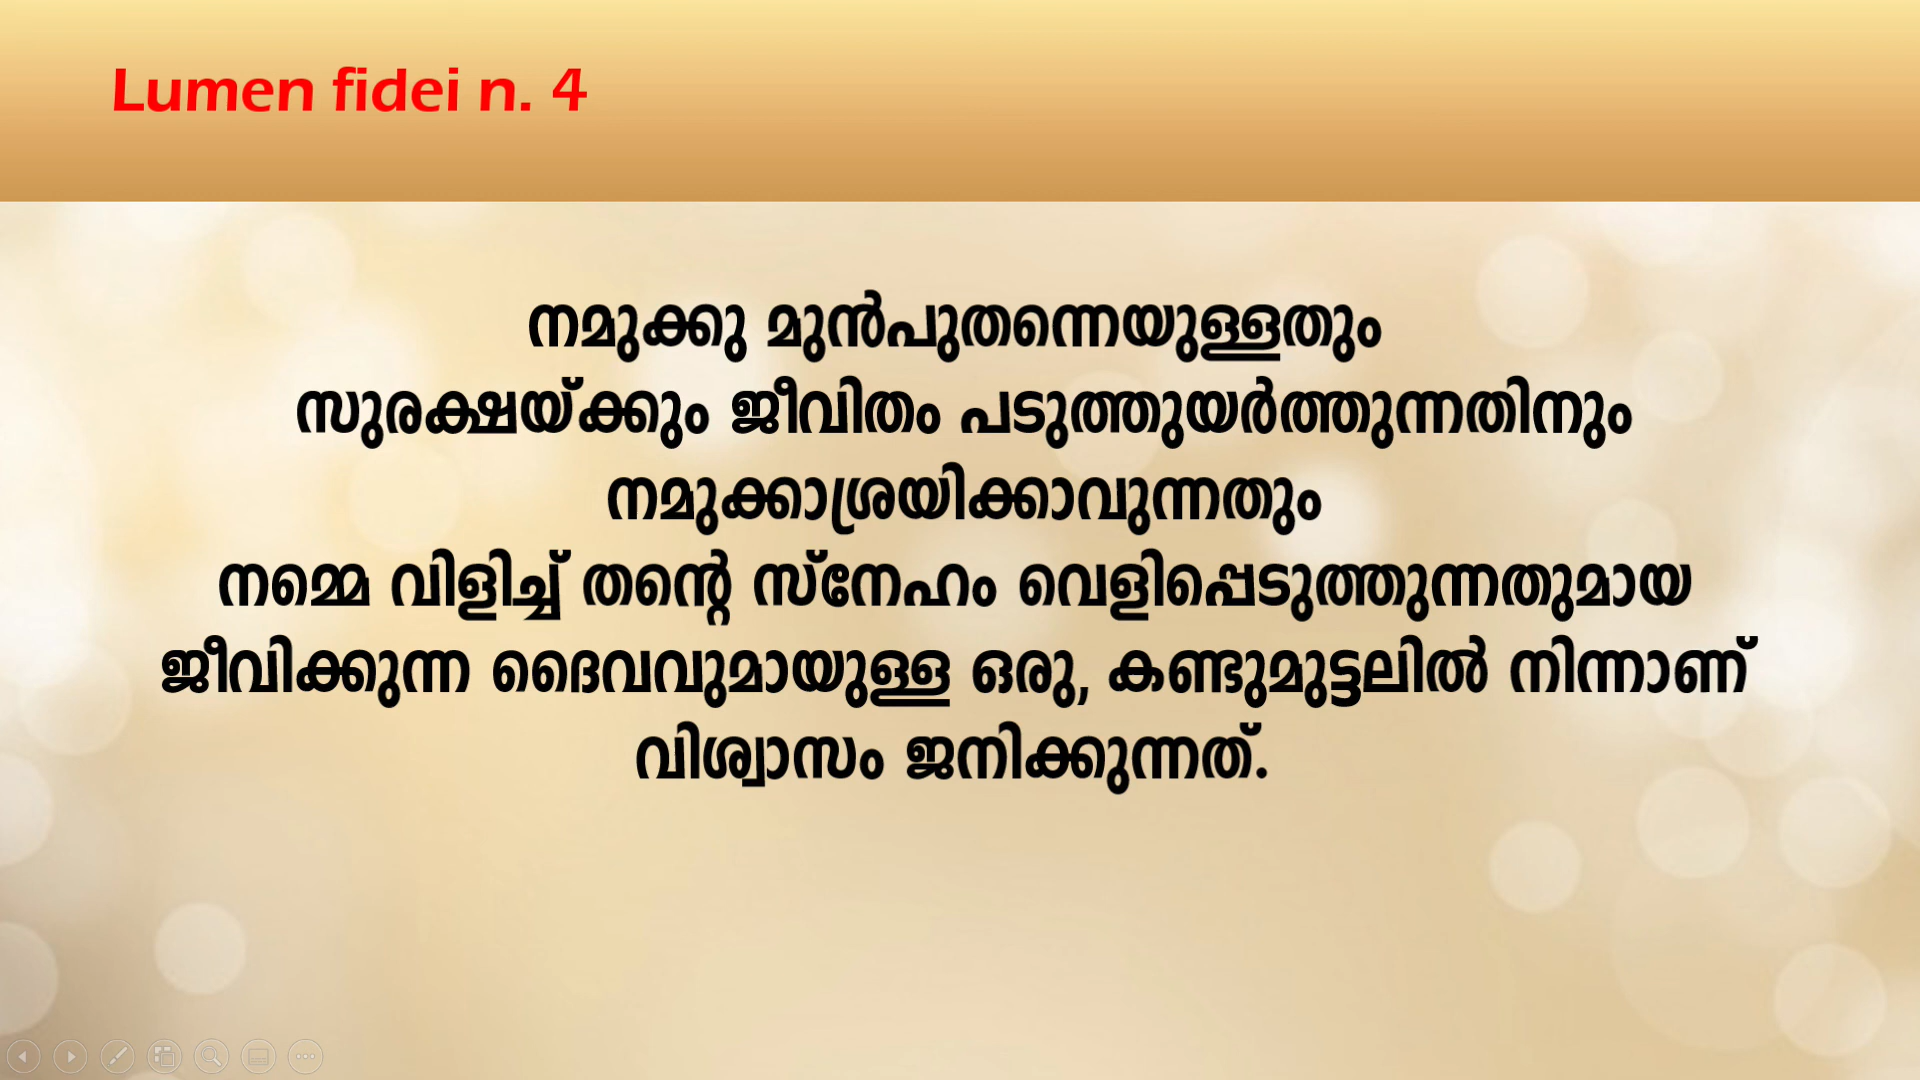 Lumen fidei n. 4
നമുക്കു മുൻപുതന്നെയുള്ളതും
സുരക്ഷയ്ക്കും ജീവിതം പടുത്തുയർത്തുന്നതിനും
നമുക്കാശ്രയിക്കാവുന്നതും
നമ്മെ വിളിച്ച് തന്റെ സ്നേഹം വെളിപ്പെടുത്തുന്നതുമായ
ജീവിക്കുന്ന ദൈവവുമായുള്ള ഒരു, കണ്ടുമുട്ടലിൽ നിന്നാണ്
വിശ്വാസം ജനിക്കുന്നത്.